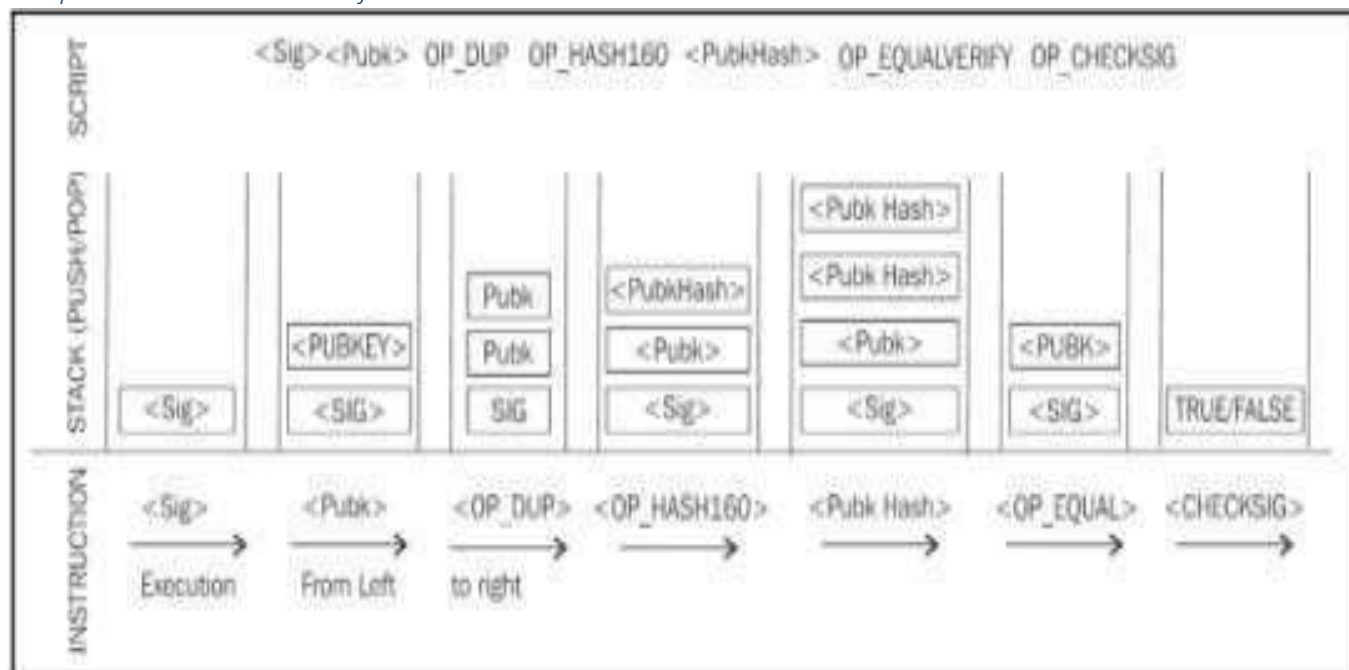 SCRIPT
<Sig> <Pubk> OP_DUP OP_HASH160 <PubkHash> OP_EQUALVERIFY OP_CHECKSIG
STACK (PUSH/POP)
<Sig>
<PUBKEY>
<SIG>
Pubk
Pubk
SIG
<PubkHash>
<Pubk>
<Sig>
<Pubk Hash>
<Pubk Hash>
<Pubk>
<Sig>
<PUBK>
<SIG>
TRUE/FALSE
INSTRUCTION
<Sig> <Pubk> <OP_DUP> <OP_HASH160> <Pubk Hash> <OP_EQUAL> <CHECKSIG>
Execution From Left to right